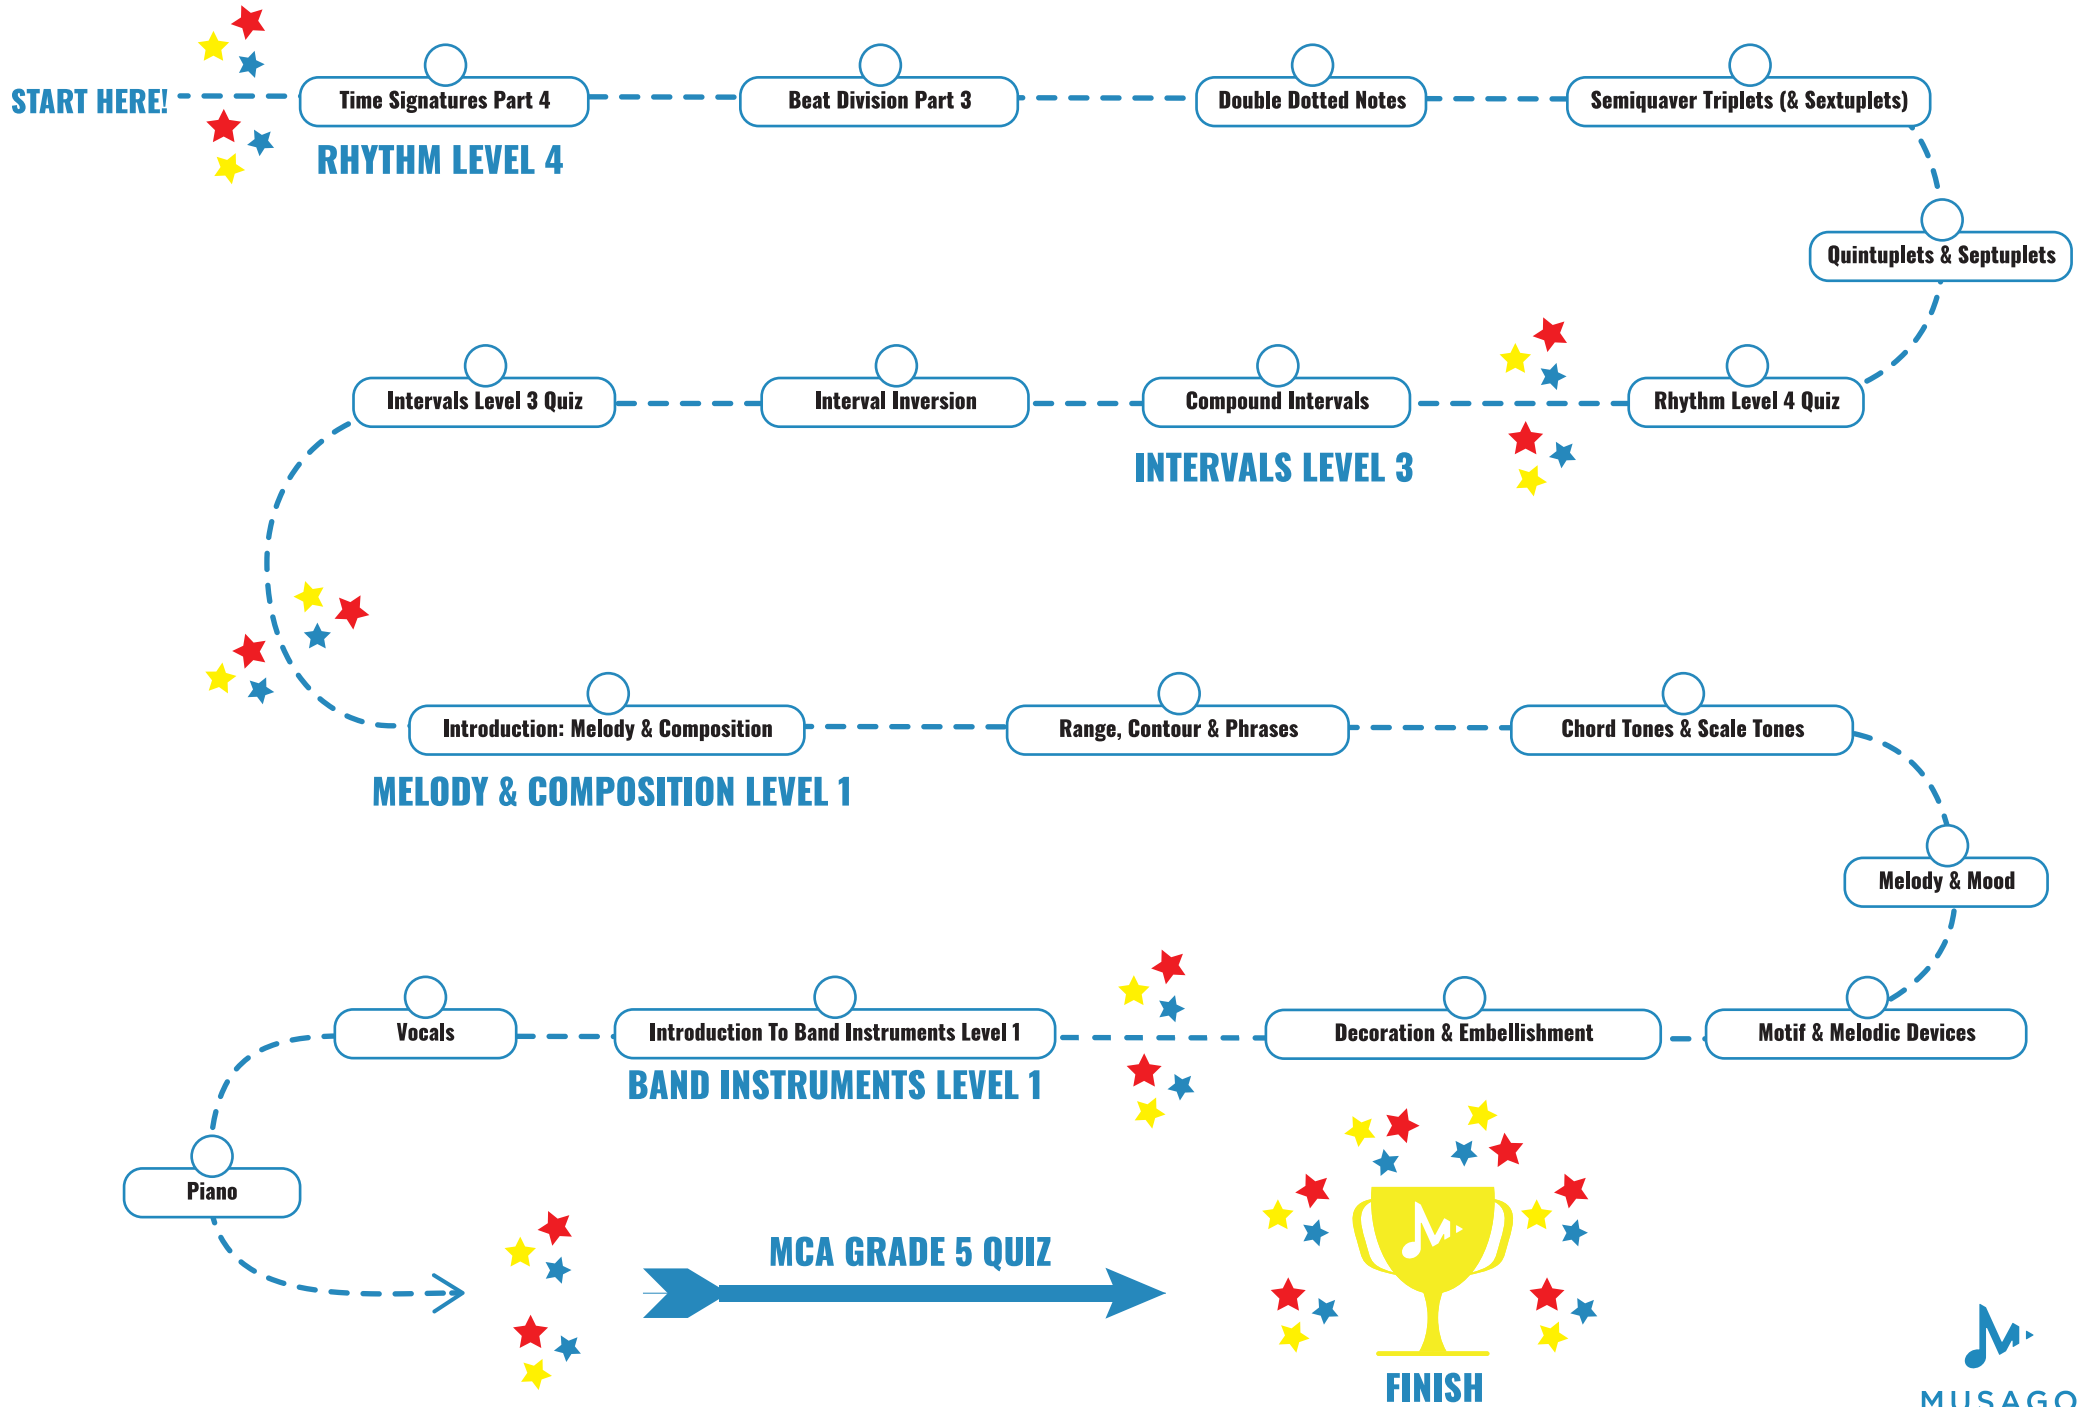 START HERE!
Time Signatures Part 4
Beat Division Part 3
Double Dotted Notes
Semiquaver Triplets (& Sextuplets)
RHYTHM LEVEL 4
Quintuplets & Septuplets
Rhythm Level 4 Quiz
Compound Intervals
Interval Inversion
Intervals Level 3 Quiz
INTERVALS LEVEL 3
Introduction: Melody & Composition
Range, Contour & Phrases
Chord Tones & Scale Tones
MELODY & COMPOSITION LEVEL 1
Melody & Mood
Motif & Melodic Devices
Decoration & Embellishment
Introduction To Band Instruments Level 1
Vocals
BAND INSTRUMENTS LEVEL 1
Piano
MCA GRADE 5 QUIZ
FINISH
MUSAGO